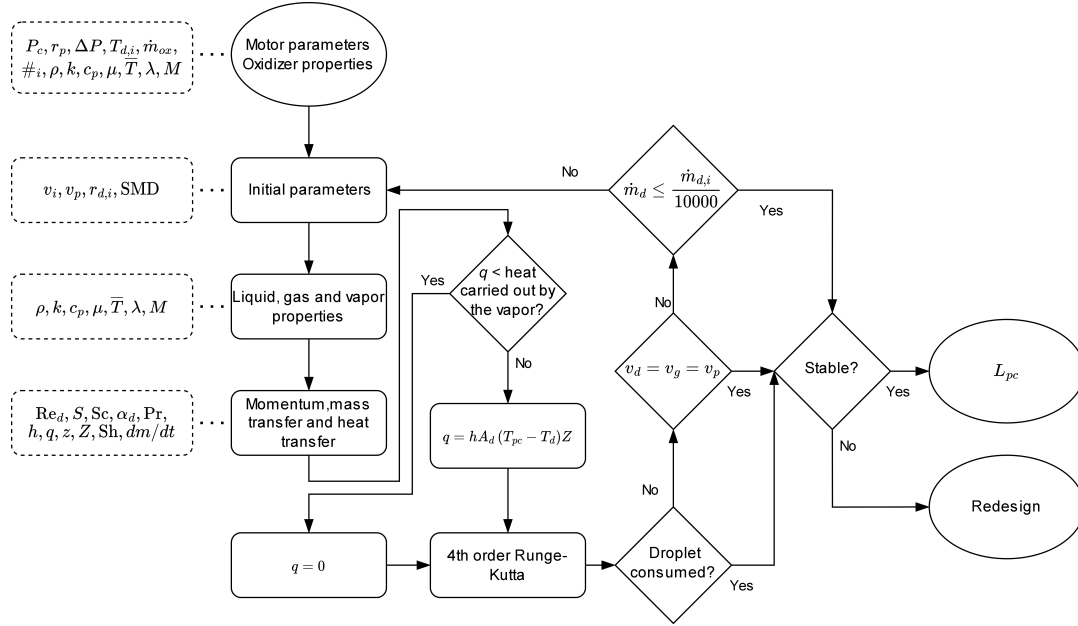 P_c, r_p, ΔP, T_{d,i}, ṁ_{ox},
#_i, ρ, k, c_p, μ, T̅, λ, M
Motor parameters
Oxidizer properties
v_i, v_p, r_{d,i}, SMD
Initial parameters
No
ṁ_d ≤ ṁ_{d,i}/10000
Yes
ρ, k, c_p, μ, T̅, λ, M
Liquid, gas and vapor
properties
Yes
q < heat
carried out by
the vapor?
No
No
v_d = v_g = v_p
Yes
Stable?
Yes
L_{pc}
Re_d, S, Sc, α_d, Pr,
h, q, z, Z, Sh, dm/dt
Momentum,mass
transfer and heat
transfer
q = hA_d (T_{pc} − T_d)Z
No
No
Redesign
q = 0
4th order Runge-
Kutta
Droplet
consumed?
Yes